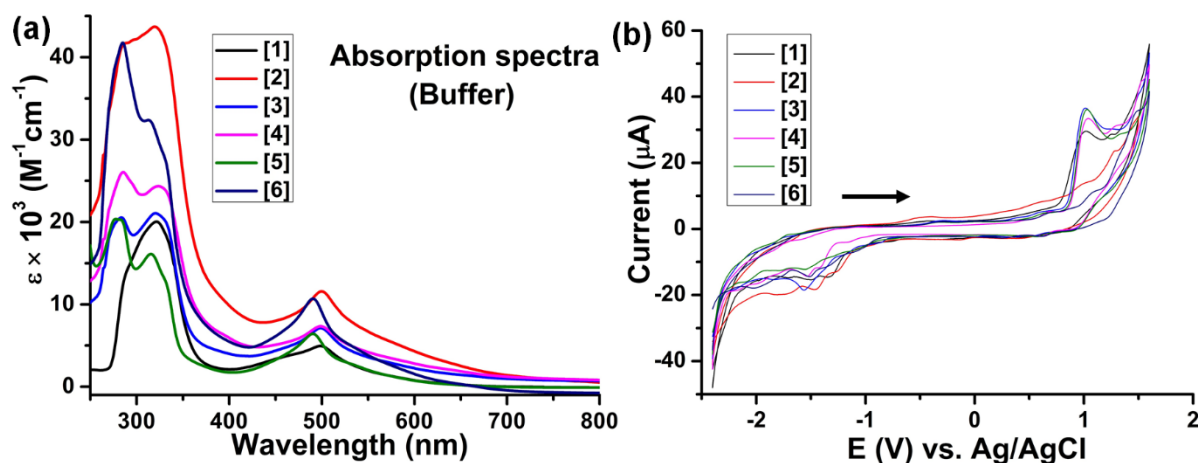 (a)
ε × 10³ (M⁻¹cm⁻¹)
40
30
20
10
0
[1]
[2]
[3]
[4]
[5]
[6]
Absorption spectra
(Buffer)
300 400 500 600 700 800
Wavelength (nm)
(b)
Current (μA)
60
40
20
0
-20
-40
[1]
[2]
[3]
[4]
[5]
[6]
-2 -1 0 1 2
E (V) vs. Ag/AgCl